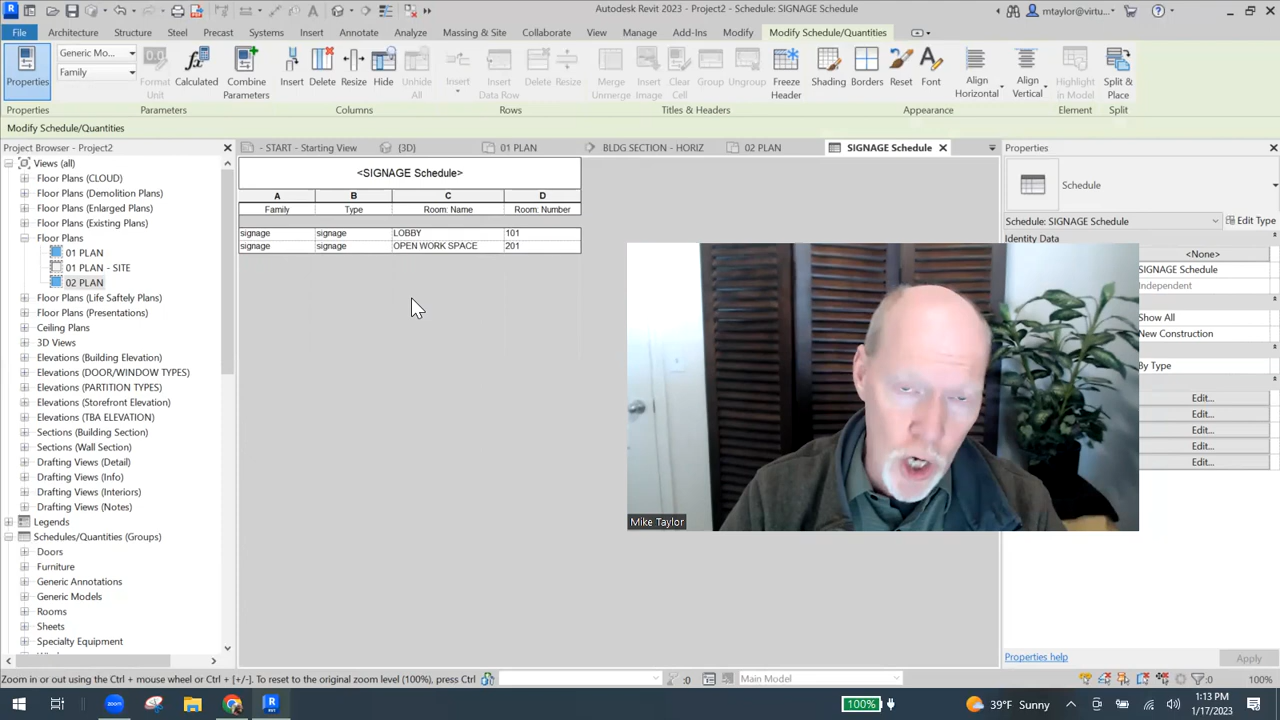 Autodesk Revit 2023 - Project2 - Schedule: SIGNAGE Schedule
mtaylor@virtu...
File Architecture Structure Steel Precast Systems Insert Annotate Analyze Massing & Site Collaborate View Manage Add-Ins Modify Modify Schedule/Quantities
Generic Mo...
Family
Properties
Format Unit
Calculated
Combine Parameters
Insert
Delete
Resize
Hide
Unhide All
Insert
Insert Data Row
Delete
Resize
Merge Unmerge
Insert Image
Clear Cell
Group
Ungroup
Freeze Header
Shading
Borders
Reset
Font
Align Horizontal
Align Vertical
Highlight in Model
Split & Place
Properties Parameters Columns Rows Titles & Headers Appearance Element Split
Modify Schedule/Quantities
Project Browser - Project2
Views (all)
Floor Plans (CLOUD)
Floor Plans (Demolition Plans)
Floor Plans (Enlarged Plans)
Floor Plans (Existing Plans)
Floor Plans
01 PLAN
01 PLAN - SITE
02 PLAN
Floor Plans (Life Saftely Plans)
Floor Plans (Presentations)
Ceiling Plans
3D Views
Elevations (Building Elevation)
Elevations (DOOR/WINDOW TYPES)
Elevations (PARTITION TYPES)
Elevations (Storefront Elevation)
Elevations (TBA ELEVATION)
Sections (Building Section)
Sections (Wall Section)
Drafting Views (Detail)
Drafting Views (Info)
Drafting Views (Interiors)
Drafting Views (Notes)
Legends
Schedules/Quantities (Groups)
Doors
Furniture
Generic Annotations
Generic Models
Rooms
Sheets
Specialty Equipment
- START - Starting View
{3D}
01 PLAN
BLDG SECTION - HORIZ
02 PLAN
SIGNAGE Schedule
<SIGNAGE Schedule>
A B C D
Family Type Room: Name Room: Number
signage signage LOBBY 101
signage signage OPEN WORK SPACE 201
Mike Taylor
Properties
Schedule
Schedule: SIGNAGE Schedule
Edit Type
Identity Data
<None>
SIGNAGE Schedule
Independent
Show All
New Construction
By Type
Edit...
Edit...
Edit...
Edit...
Edit...
Properties help
Apply
Zoom in or out using the Ctrl + mouse wheel or Ctrl + [+/-]. To reset to the original zoom level (100%), press Ctrl
:0
Main Model
:0
100%
100%
39°F Sunny
1:13 PM
1/17/2023